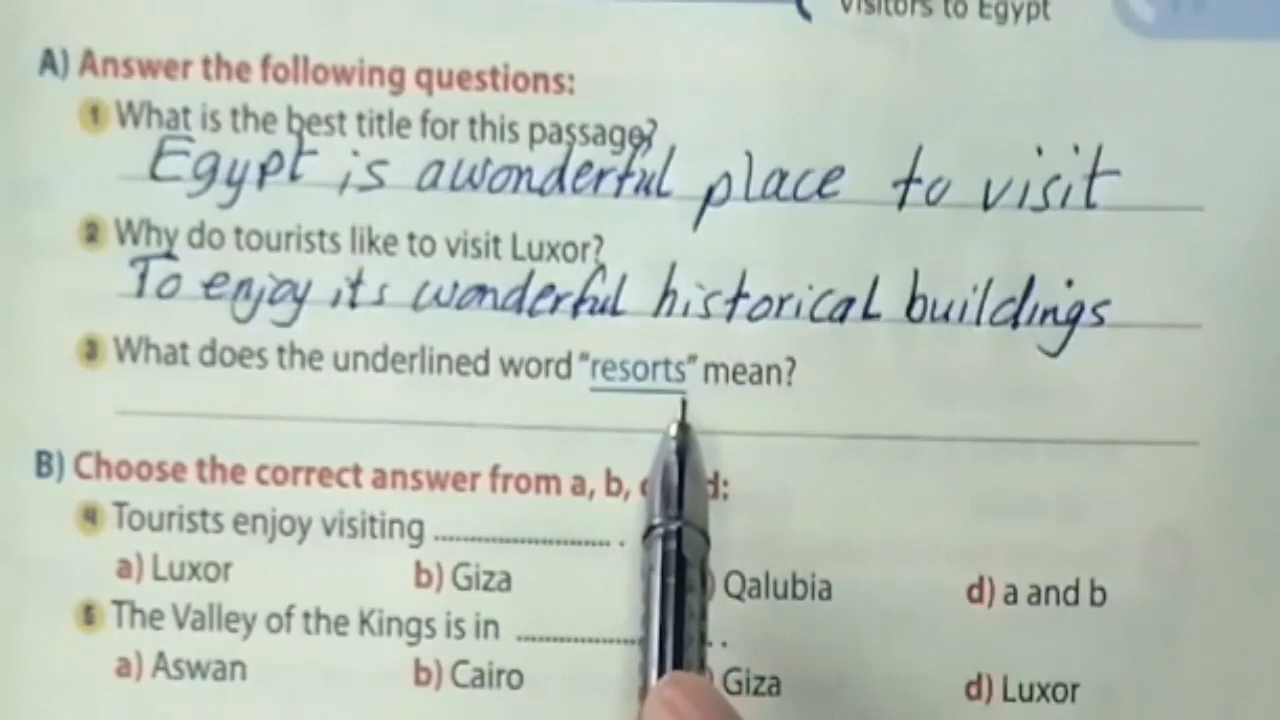 Visitors to Egypt
A) Answer the following questions:
1 What is the best title for this passage?
Egypt is awonderful place to visit
2 Why do tourists like to visit Luxor?
To enjoy its wonderful historical buildings
3 What does the underlined word "resorts" mean?
B) Choose the correct answer from a, b, d:
4 Tourists enjoy visiting .................... .
a) Luxor b) Giza ) Qalubia d) a and b
5 The Valley of the Kings is in .................... .
a) Aswan b) Cairo ) Giza d) Luxor